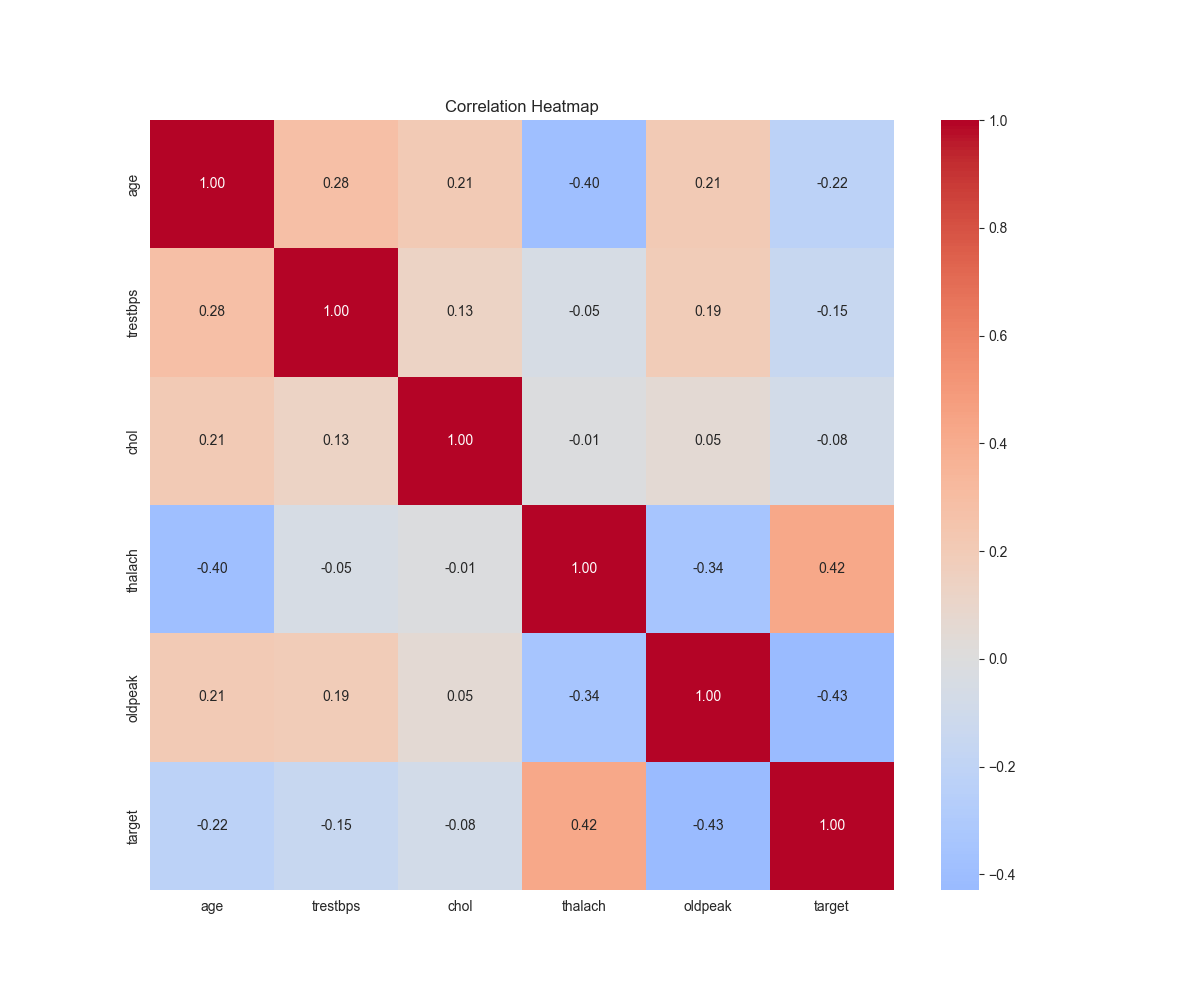 Correlation Heatmap
age 1.00 0.28 0.21 -0.40 0.21 -0.22
trestbps 0.28 1.00 0.13 -0.05 0.19 -0.15
chol 0.21 0.13 1.00 -0.01 0.05 -0.08
thalach -0.40 -0.05 -0.01 1.00 -0.34 0.42
oldpeak 0.21 0.19 0.05 -0.34 1.00 -0.43
target -0.22 -0.15 -0.08 0.42 -0.43 1.00
age trestbps chol thalach oldpeak target
1.0
0.8
0.6
0.4
0.2
0.0
−0.2
−0.4